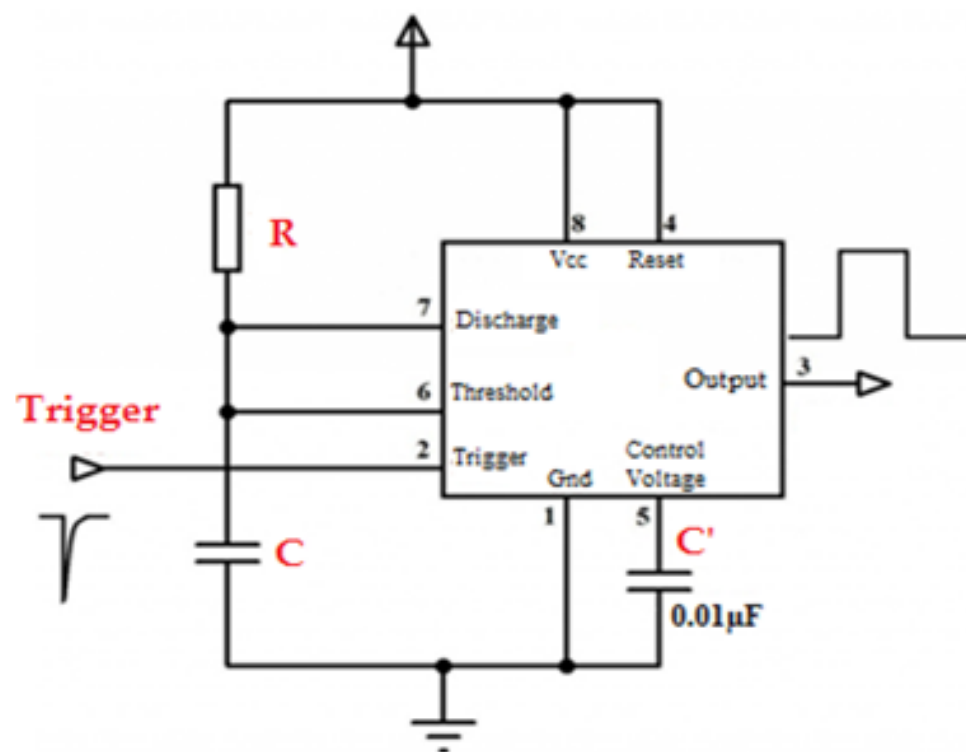 R
8
4
Vcc
Reset
7
Discharge
6
Threshold
Output
3
Trigger
2
Trigger
Gnd
Control
Voltage
1
5
C
C'
0.01µF